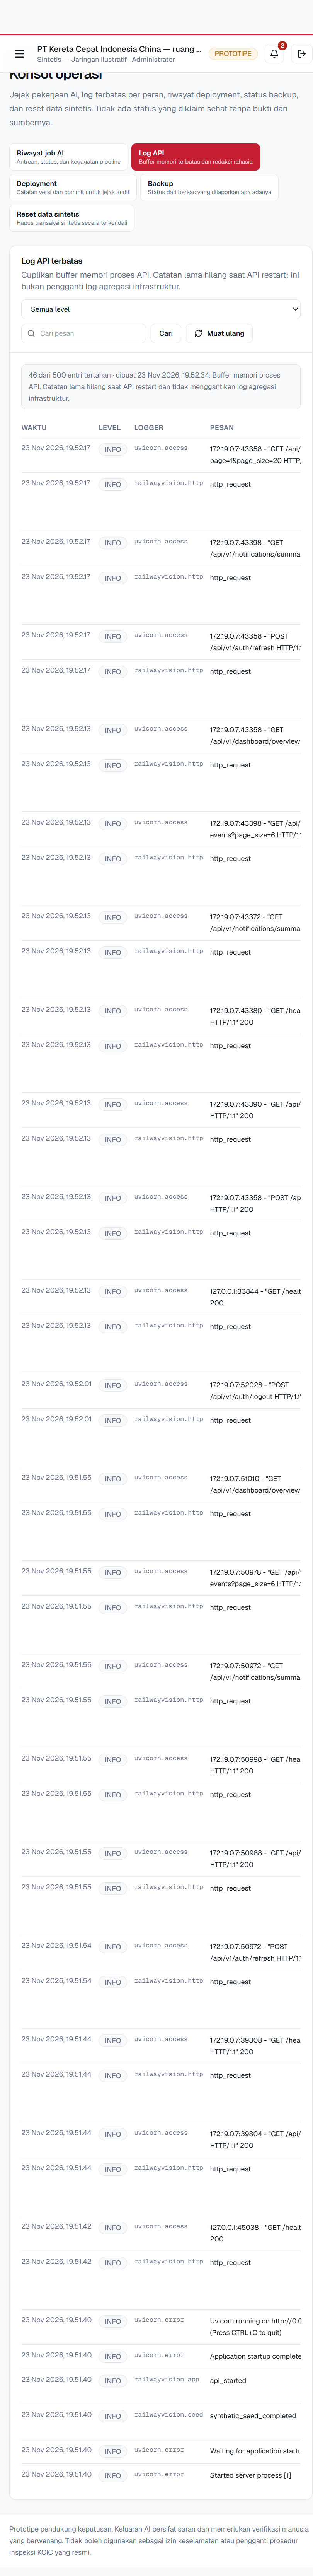 PT Kereta Cepat Indonesia China — ruang ...
Sintetis — Jaringan ilustratif · Administrator
PROTOTIPE
2
Konsol operasi
Jejak pekerjaan AI, log terbatas per proses, riwayat deployment, status backup,
dan reset data sintetis. Tidak ada status yang diklaim sehat tanpa bukti dari
sumbernya.
Riwayat job AI
Antrean, status, dan kegagalan pipeline
Log API
Buffer memori terbatas dan redaksi rahasia
Deployment
Catatan versi dan commit untuk jejak audit
Backup
Status dari berkas yang dilaporkan apa adanya
Reset data sintetis
Hapus transaksi sintetis secara terkendali
Log API terbatas
Cuplikan buffer memori proses API. Catatan lama hilang saat API restart; ini
bukan pengganti log agregasi infrastruktur.
Semua level
Cari pesan
Cari
Muat ulang
46 dari 500 entri tertahan · dibuat 23 Nov 2026, 19.52.34. Buffer memori proses
API. Catatan lama hilang saat API restart dan tidak menggantikan log agregasi
infrastruktur.
WAKTU LEVEL LOGGER PESAN
23 Nov 2026, 19.52.17 INFO uvicorn.access 172.19.0.7:43358 - "GET /api/
page=1&page_size=20 HTTP/
23 Nov 2026, 19.52.17 INFO railwayvision.http http_request
23 Nov 2026, 19.52.17 INFO uvicorn.access 172.19.0.7:43398 - "GET
/api/v1/notifications/summa
23 Nov 2026, 19.52.17 INFO railwayvision.http http_request
23 Nov 2026, 19.52.17 INFO uvicorn.access 172.19.0.7:43358 - "POST
/api/v1/auth/refresh HTTP/1.
23 Nov 2026, 19.52.17 INFO railwayvision.http http_request
23 Nov 2026, 19.52.13 INFO uvicorn.access 172.19.0.7:43358 - "GET
/api/v1/dashboard/overview
23 Nov 2026, 19.52.13 INFO railwayvision.http http_request
23 Nov 2026, 19.52.13 INFO uvicorn.access 172.19.0.7:43398 - "GET /api/
events?page_size=6 HTTP/1.
23 Nov 2026, 19.52.13 INFO railwayvision.http http_request
23 Nov 2026, 19.52.13 INFO uvicorn.access 172.19.0.7:43372 - "GET
/api/v1/notifications/summa
23 Nov 2026, 19.52.13 INFO railwayvision.http http_request
23 Nov 2026, 19.52.13 INFO uvicorn.access 172.19.0.7:43380 - "GET /hea
HTTP/1.1" 200
23 Nov 2026, 19.52.13 INFO railwayvision.http http_request
23 Nov 2026, 19.52.13 INFO uvicorn.access 172.19.0.7:43390 - "GET /api/
HTTP/1.1" 200
23 Nov 2026, 19.52.13 INFO railwayvision.http http_request
23 Nov 2026, 19.52.13 INFO uvicorn.access 172.19.0.7:43358 - "POST /ap
HTTP/1.1" 200
23 Nov 2026, 19.52.13 INFO railwayvision.http http_request
23 Nov 2026, 19.52.13 INFO uvicorn.access 127.0.0.1:33844 - "GET /healt
200
23 Nov 2026, 19.52.13 INFO railwayvision.http http_request
23 Nov 2026, 19.52.01 INFO uvicorn.access 172.19.0.7:52028 - "POST
/api/v1/auth/logout HTTP/1.1"
23 Nov 2026, 19.52.01 INFO railwayvision.http http_request
23 Nov 2026, 19.51.55 INFO uvicorn.access 172.19.0.7:51010 - "GET
/api/v1/dashboard/overview
23 Nov 2026, 19.51.55 INFO railwayvision.http http_request
23 Nov 2026, 19.51.55 INFO uvicorn.access 172.19.0.7:50978 - "GET /api/
events?page_size=6 HTTP/1.
23 Nov 2026, 19.51.55 INFO railwayvision.http http_request
23 Nov 2026, 19.51.55 INFO uvicorn.access 172.19.0.7:50972 - "GET
/api/v1/notifications/summa
23 Nov 2026, 19.51.55 INFO railwayvision.http http_request
23 Nov 2026, 19.51.55 INFO uvicorn.access 172.19.0.7:50998 - "GET /hea
HTTP/1.1" 200
23 Nov 2026, 19.51.55 INFO railwayvision.http http_request
23 Nov 2026, 19.51.55 INFO uvicorn.access 172.19.0.7:50988 - "GET /api/
HTTP/1.1" 200
23 Nov 2026, 19.51.55 INFO railwayvision.http http_request
23 Nov 2026, 19.51.54 INFO uvicorn.access 172.19.0.7:50972 - "POST
/api/v1/auth/refresh HTTP/1.
23 Nov 2026, 19.51.54 INFO railwayvision.http http_request
23 Nov 2026, 19.51.44 INFO uvicorn.access 172.19.0.7:39808 - "GET /hea
HTTP/1.1" 200
23 Nov 2026, 19.51.44 INFO railwayvision.http http_request
23 Nov 2026, 19.51.44 INFO uvicorn.access 172.19.0.7:39804 - "GET /api/
HTTP/1.1" 200
23 Nov 2026, 19.51.44 INFO railwayvision.http http_request
23 Nov 2026, 19.51.42 INFO uvicorn.access 127.0.0.1:45038 - "GET /healt
200
23 Nov 2026, 19.51.42 INFO railwayvision.http http_request
23 Nov 2026, 19.51.40 INFO uvicorn.error Uvicorn running on http://0.0
(Press CTRL+C to quit)
23 Nov 2026, 19.51.40 INFO uvicorn.error Application startup complete
23 Nov 2026, 19.51.40 INFO railwayvision.app api_started
23 Nov 2026, 19.51.40 INFO railwayvision.seed synthetic_seed_completed
23 Nov 2026, 19.51.40 INFO uvicorn.error Waiting for application startu
23 Nov 2026, 19.51.40 INFO uvicorn.error Started server process [1]
Prototipe pendukung keputusan. Keluaran AI bersifat saran dan memerlukan verifikasi manusia
yang berwenang. Tidak boleh digunakan sebagai izin keselamatan atau pengganti prosedur
inspeksi KCIC yang resmi.